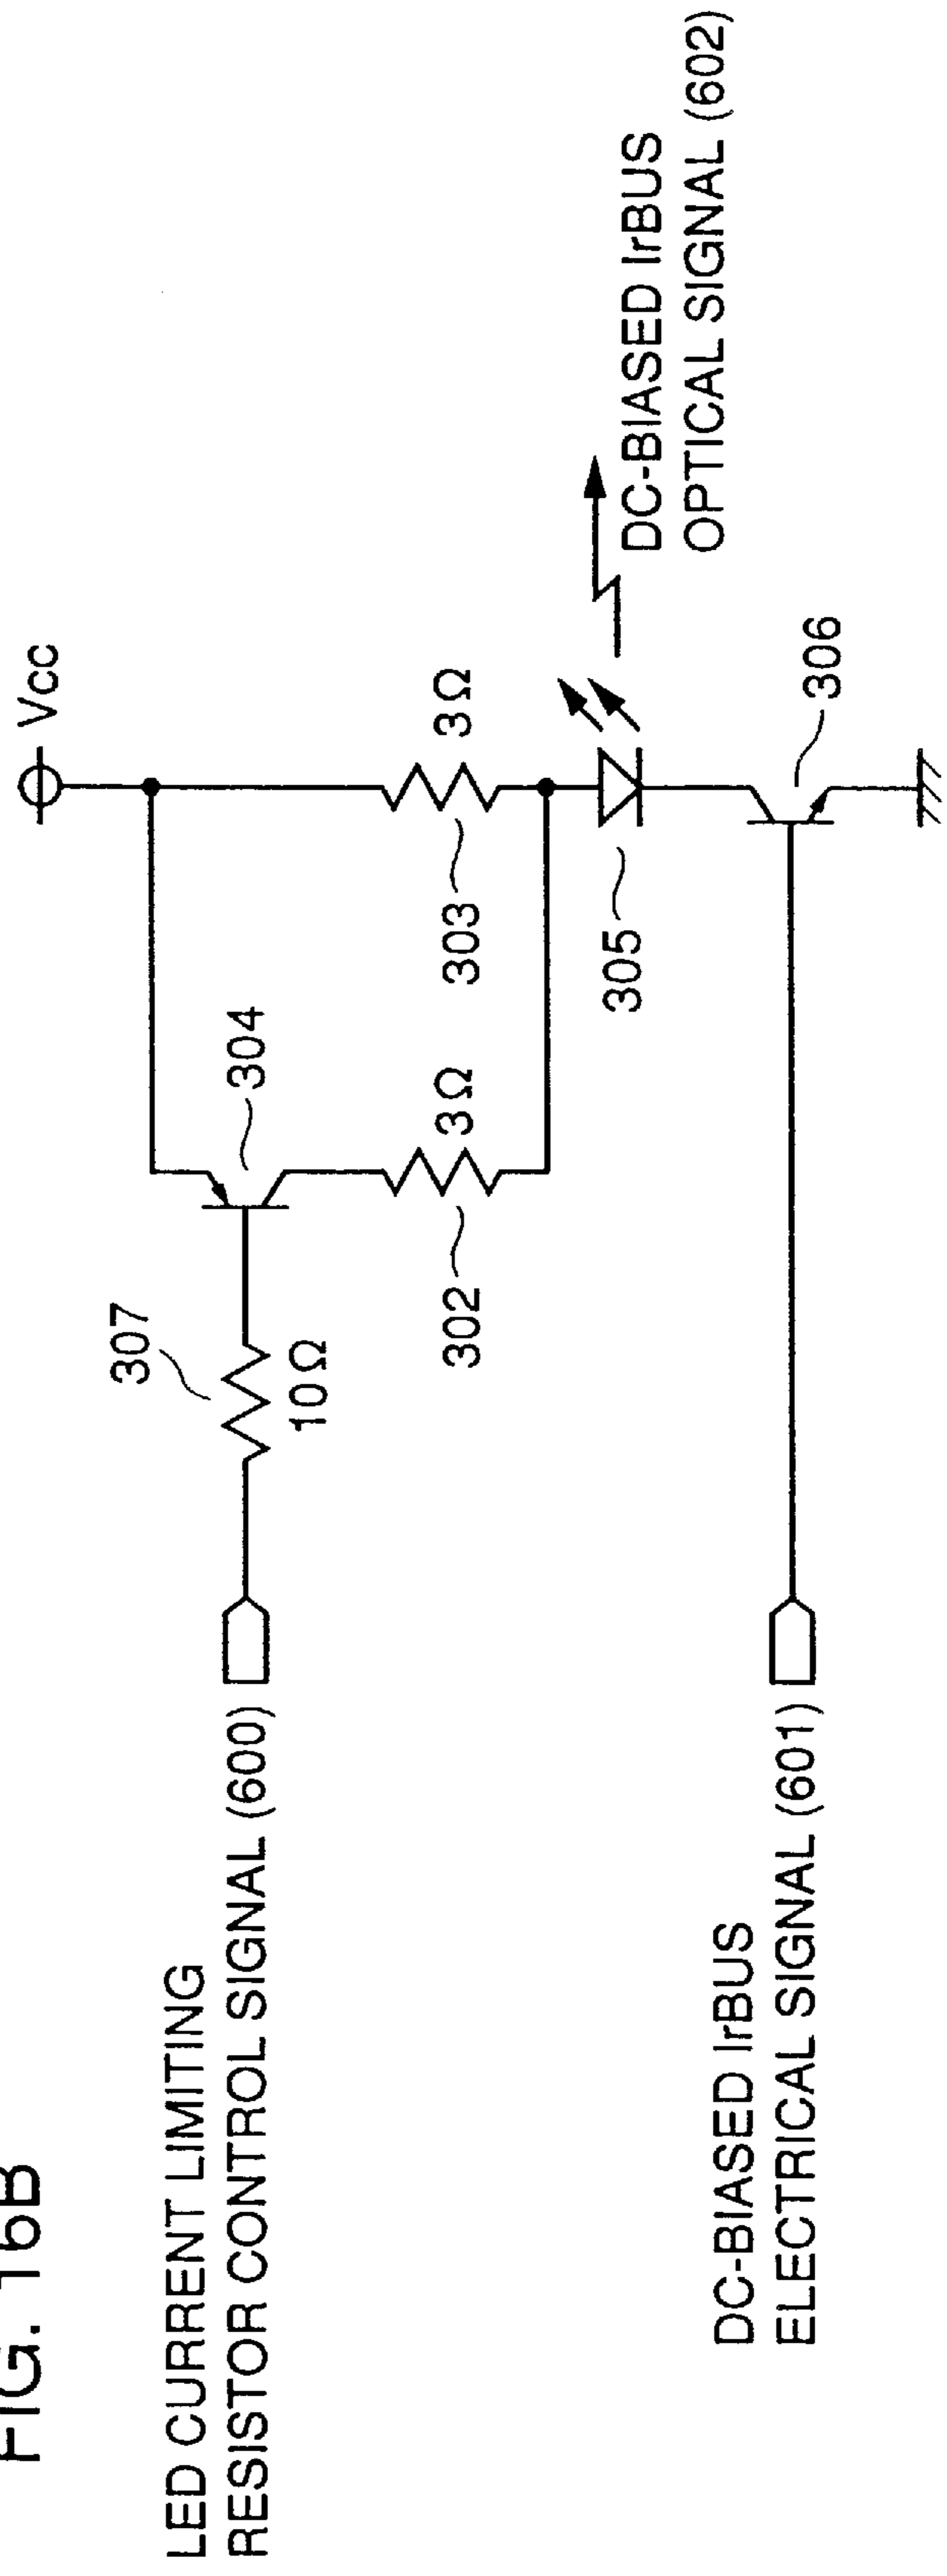 FIG. 16B
LED CURRENT LIMITING
RESISTOR CONTROL SIGNAL (600)
307
10Ω
304
302
3Ω
Vcc
303
3Ω
305
DC-BIASED IrBUS
OPTICAL SIGNAL (602)
306
DC-BIASED IrBUS
ELECTRICAL SIGNAL (601)